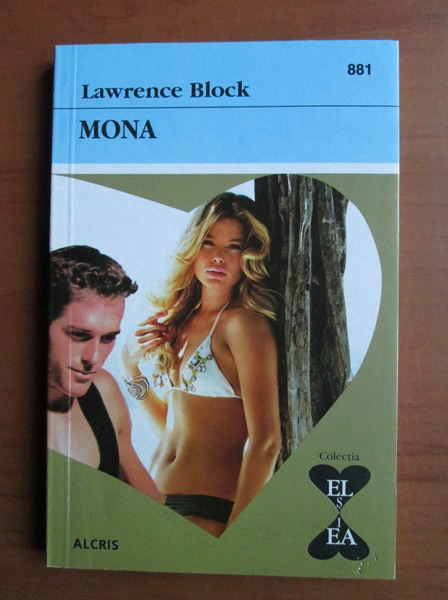 881
Lawrence Block
MONA
Colecția
EL
ȘI
EA
ALCRIS